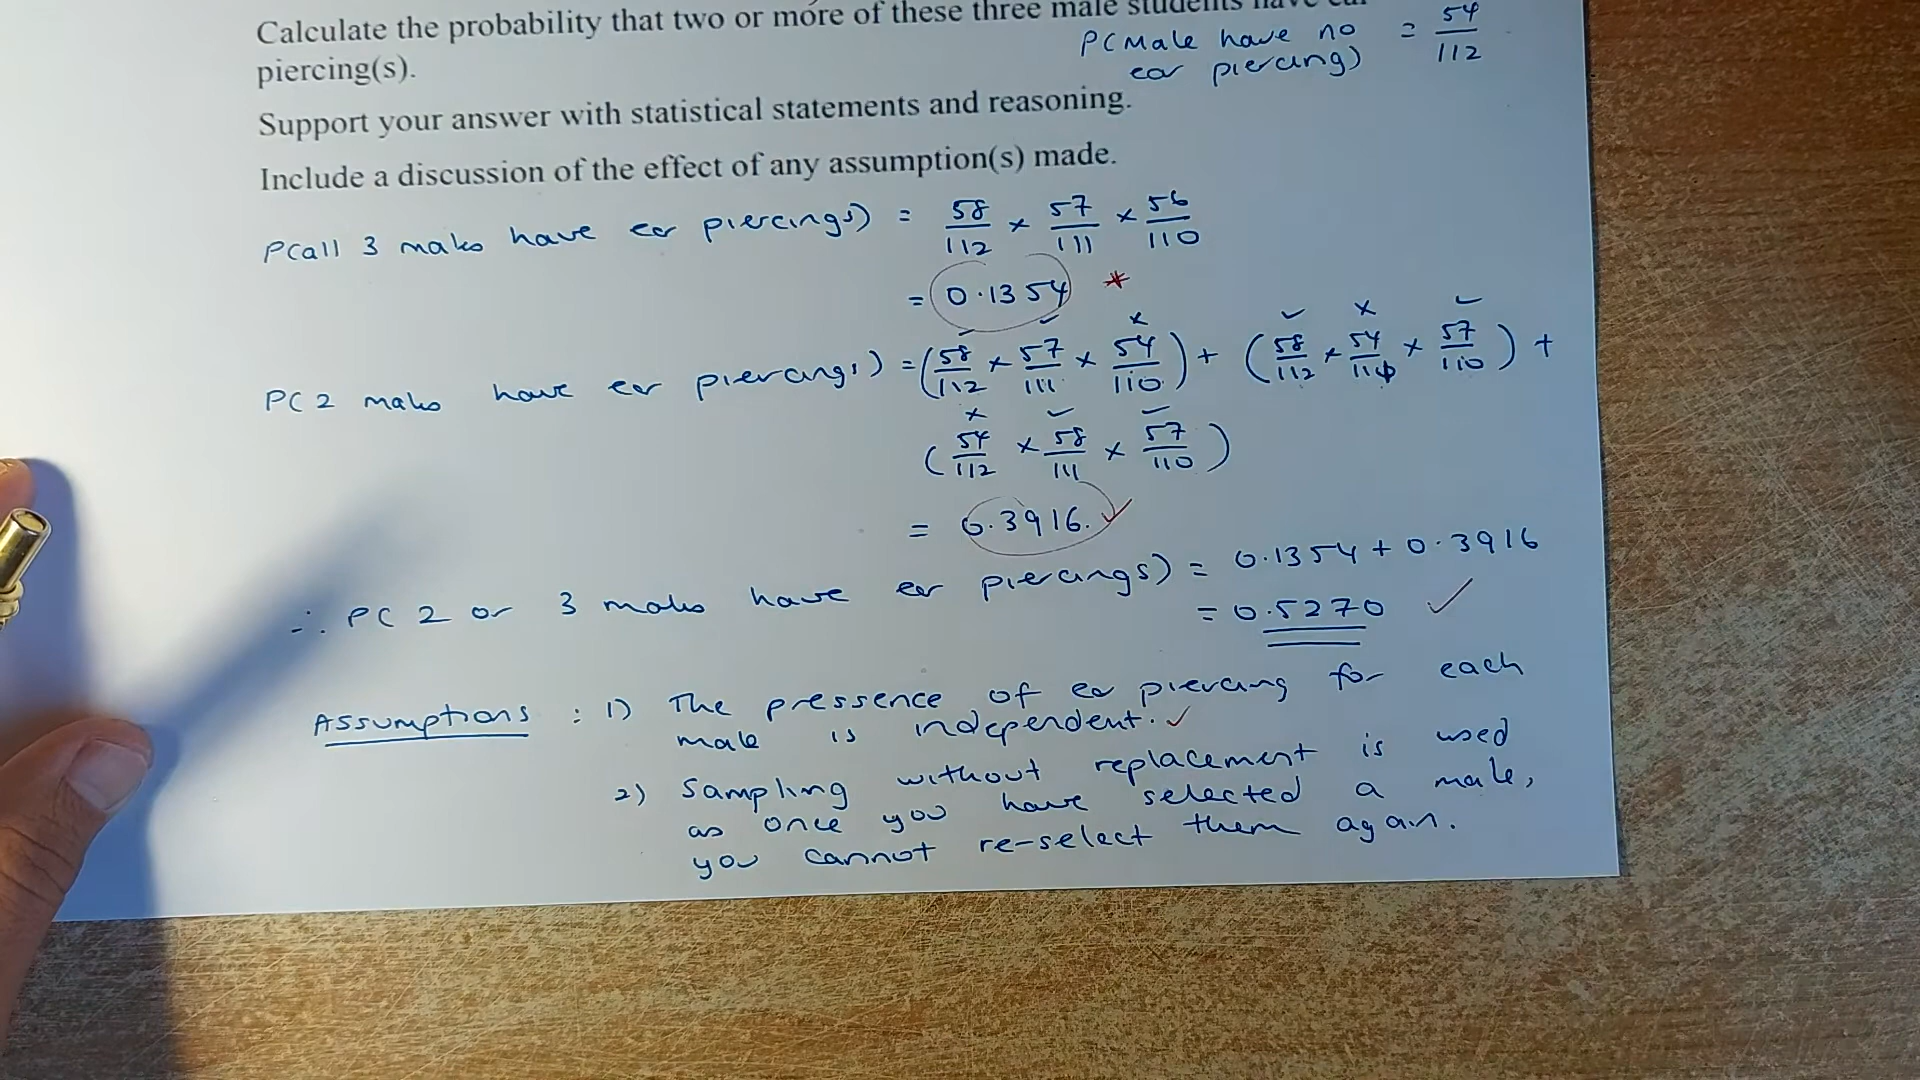 Calculate the probability that two or more of these three male students have ear
piercing(s).
P(Male have no ear piercing) = 54/112
Support your answer with statistical statements and reasoning.
Include a discussion of the effect of any assumption(s) made.
P(all 3 males have ear piercings) = 58/112 × 57/111 × 56/110
= 0.1354 *
P(2 males have ear piercings) = (58/112 × 57/111 × 54/110) + (58/112 × 54/111 × 57/110) +
(54/112 × 58/111 × 57/110)
= 0.3916. ✓
∴ P(2 or 3 males have ear piercings) = 0.1354 + 0.3916
= 0.5270 ✓
Assumptions : 1) The pressence of ear piercing for each
male is independent. ✓
2) Sampling without replacement is used
as once you have selected a male,
you cannot re-select them again.